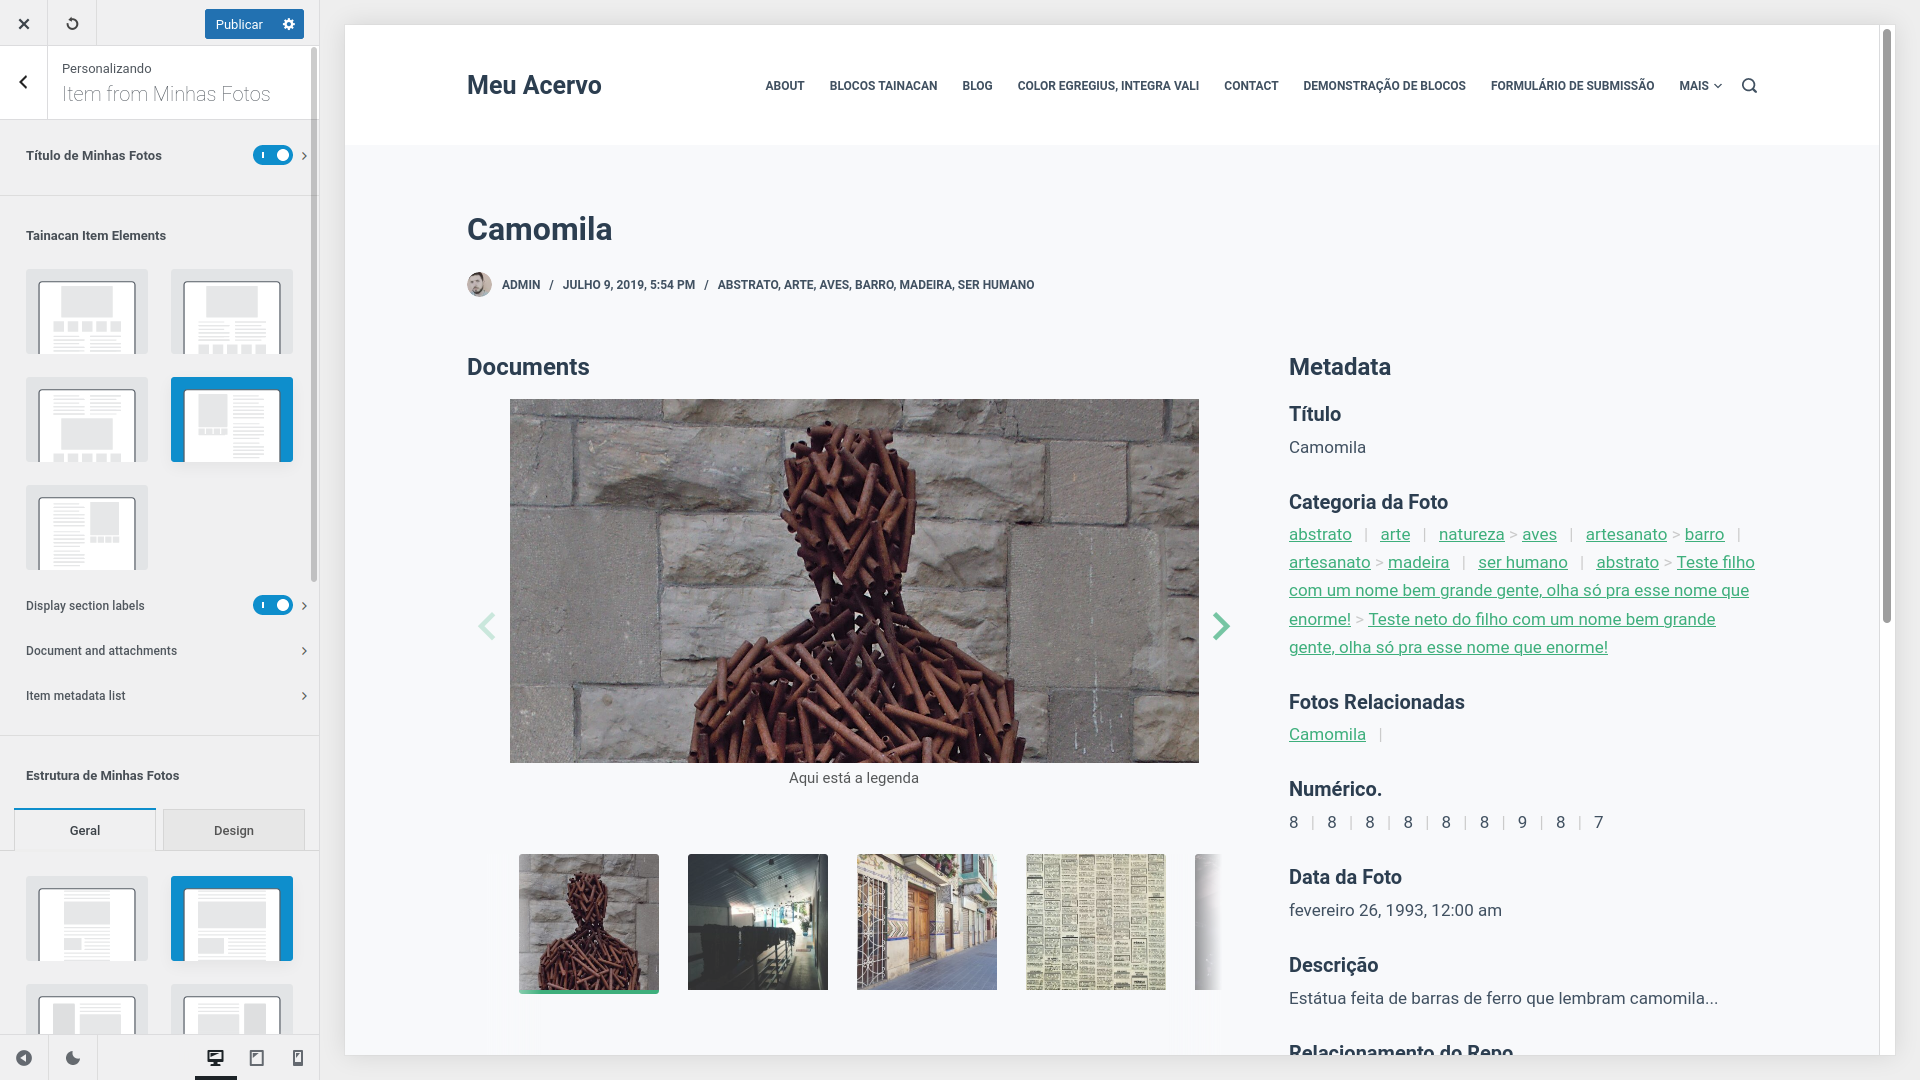 Publicar
Personalizando
Item from Minhas Fotos
Título de Minhas Fotos
Tainacan Item Elements
Display section labels
Document and attachments
Item metadata list
Estrutura de Minhas Fotos
Geral
Design
Meu Acervo
ABOUT
BLOCOS TAINACAN
BLOG
COLOR EGREGIUS, INTEGRA VALI
CONTACT
DEMONSTRAÇÃO DE BLOCOS
FORMULÁRIO DE SUBMISSÃO
MAIS
Camomila
ADMIN / JULHO 9, 2019, 5:54 PM / ABSTRATO, ARTE, AVES, BARRO, MADEIRA, SER HUMANO
Documents
Aqui está a legenda
Metadata
Título
Camomila
Categoria da Foto
abstrato | arte | natureza > aves | artesanato > barro |
artesanato > madeira | ser humano | abstrato > Teste filho
com um nome bem grande gente, olha só pra esse nome que
enorme! > Teste neto do filho com um nome bem grande
gente, olha só pra esse nome que enorme!
Fotos Relacionadas
Camomila |
Numérico.
8 | 8 | 8 | 8 | 8 | 8 | 9 | 8 | 7
Data da Foto
fevereiro 26, 1993, 12:00 am
Descrição
Estátua feita de barras de ferro que lembram camomila...
Relacionamento do Repo